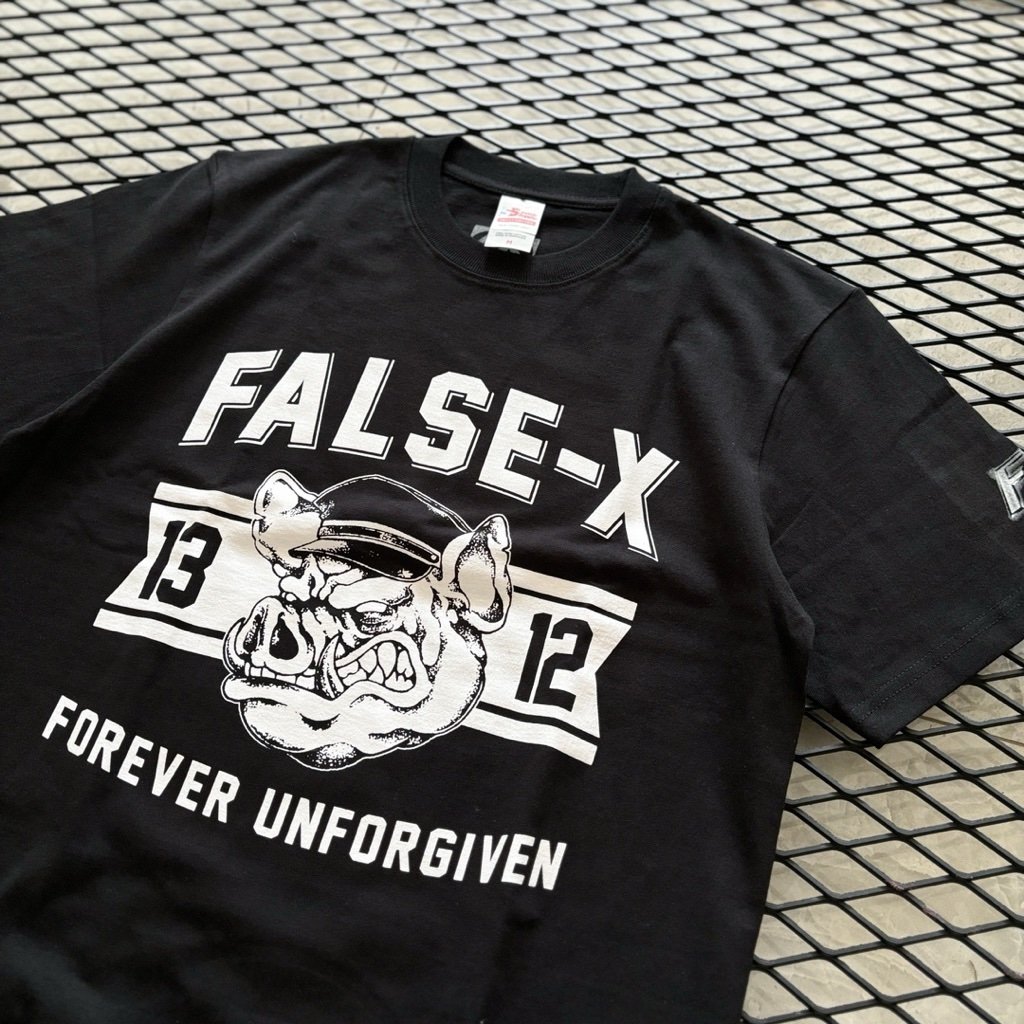 FALSE-X
13 12
FOREVER UNFORGIVEN
M